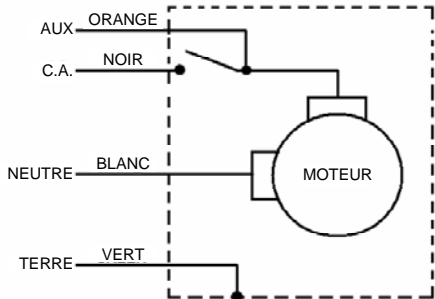 AUX ORANGE
C.A. NOIR
NEUTRE BLANC
MOTEUR
TERRE VERT